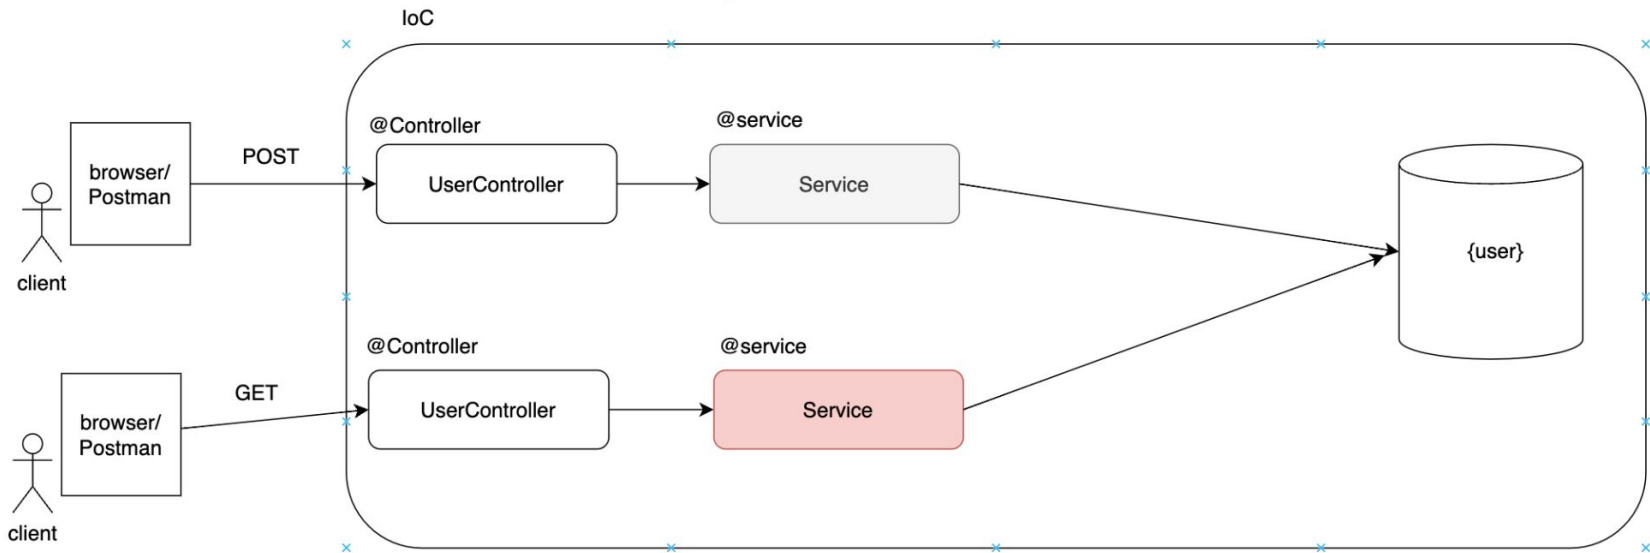 IoC
@Controller
@service
browser/
Postman
POST
UserController
Service
{user}
client
@Controller
@service
browser/
Postman
GET
UserController
Service
client